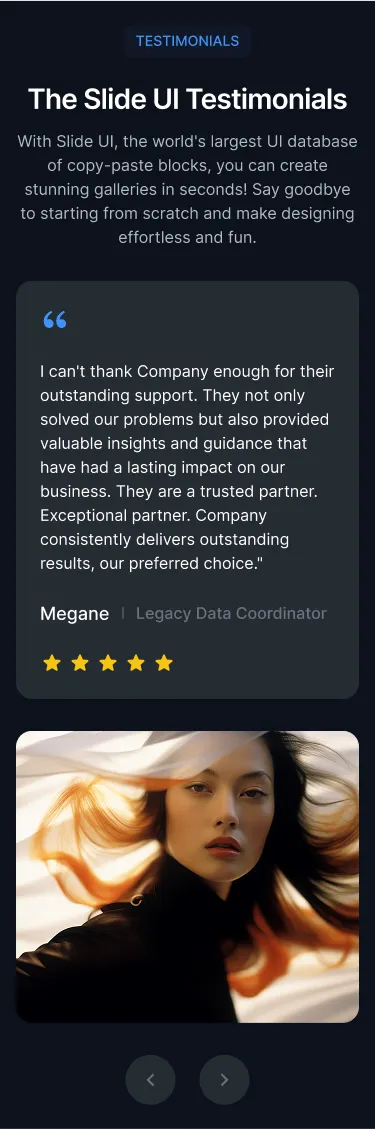 TESTIMONIALS
The Slide UI Testimonials
With Slide UI, the world's largest UI database
of copy-paste blocks, you can create
stunning galleries in seconds! Say goodbye
to starting from scratch and make designing
effortless and fun.
“
I can't thank Company enough for their
outstanding support. They not only
solved our problems but also provided
valuable insights and guidance that
have had a lasting impact on our
business. They are a trusted partner.
Exceptional partner. Company
consistently delivers outstanding
results, our preferred choice."
Megane | Legacy Data Coordinator